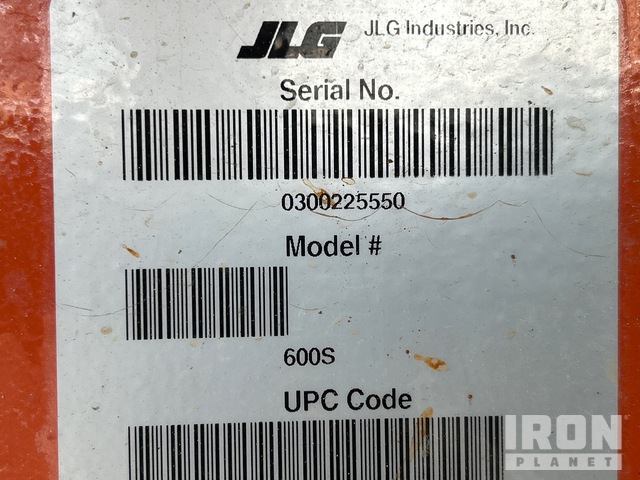 JLG JLG Industries, Inc.
Serial No.
0300225550
Model #
600S
UPC Code
IRON
PLANET